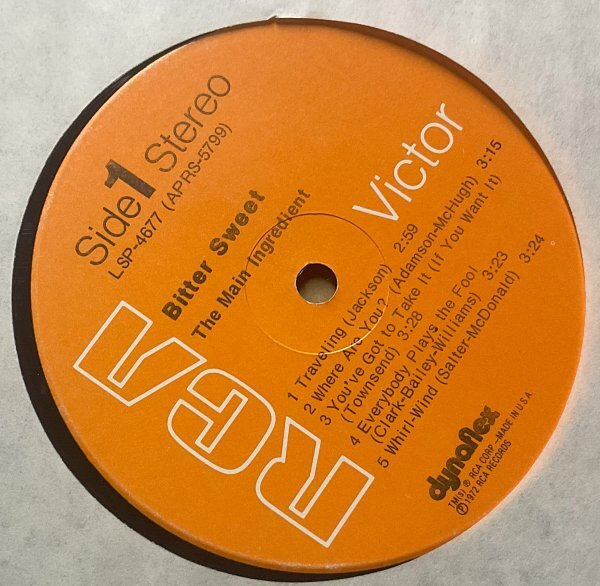 Side 1 Stereo
LSP-4677 (APRS-5799)
Bitter Sweet
The Main Ingredient
RCA
Victor
1 Traveling (Jackson) 2:59
2 Where Are You? (Adamson-McHugh) 3:15
3 You've Got to Take It (If You Want It)
(Townsend) 3:28
4 Everybody Plays the Fool
(Clark-Bailey-Williams) 3:23
5 Whirl-Wind (Salter-McDonald) 3:24
dynaflex
TM(s) ® RCA CORP.—MADE IN U.S.A.
℗ 1972 RCA RECORDS